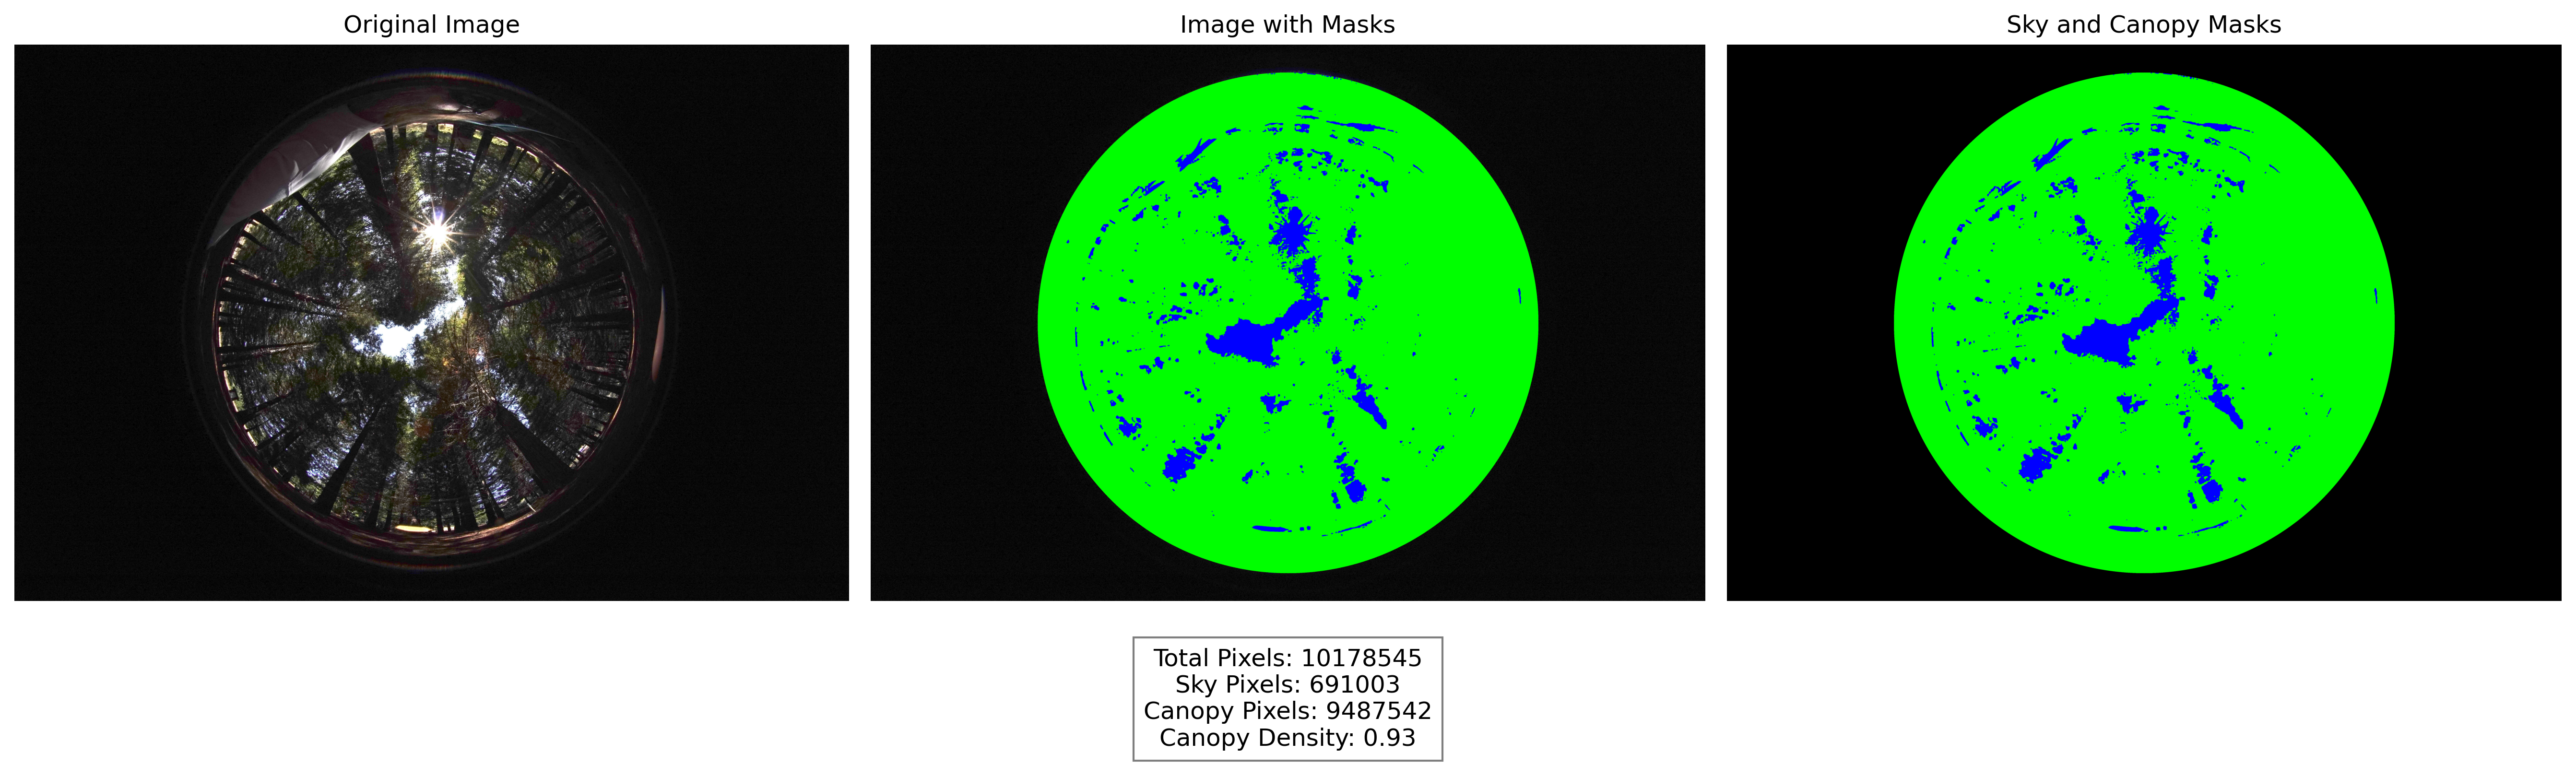 Original Image
Image with Masks
Sky and Canopy Masks
Total Pixels: 10178545
Sky Pixels: 691003
Canopy Pixels: 9487542
Canopy Density: 0.93